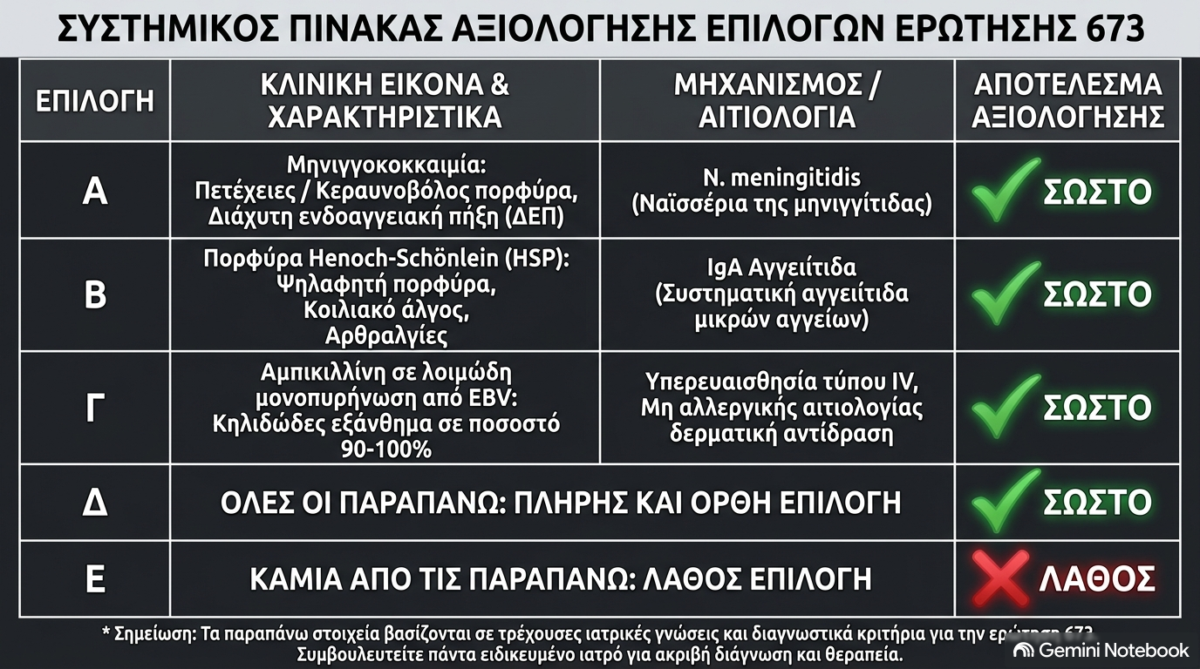 ΣΥΣΤΗΜΙΚΟΣ ΠΙΝΑΚΑΣ ΑΞΙΟΛΟΓΗΣΗΣ ΕΠΙΛΟΓΩΝ ΕΡΩΤΗΣΗΣ 673
ΕΠΙΛΟΓΗ
ΚΛΙΝΙΚΗ ΕΙΚΟΝΑ &
ΧΑΡΑΚΤΗΡΙΣΤΙΚΑ
ΜΗΧΑΝΙΣΜΟΣ /
ΑΙΤΙΟΛΟΓΙΑ
ΑΠΟΤΕΛΕΣΜΑ
ΑΞΙΟΛΟΓΗΣΗΣ
Α
Μηνιγγοκοκκαιμία:
Πετέχειες / Κεραυνοβόλος πορφύρα,
Διάχυτη ενδοαγγειακή πήξη (ΔΕΠ)
N. meningitidis
(Ναϊσσέρια της μηνιγγίτιδας)
ΣΩΣΤΟ
Β
Πορφύρα Henoch-Schönlein (HSP):
Ψηλαφητή πορφύρα,
Κοιλιακό άλγος,
Αρθραλγίες
IgA Αγγειίτιδα
(Συστηματική αγγειίτιδα
μικρών αγγείων)
ΣΩΣΤΟ
Γ
Αμπικιλλίνη σε λοιμώδη
μονοπυρήνωση από EBV:
Κηλιδώδες εξάνθημα σε ποσοστό
90-100%
Υπερευαισθησία τύπου IV,
Μη αλλεργικής αιτιολογίας
δερματική αντίδραση
ΣΩΣΤΟ
Δ
ΟΛΕΣ ΟΙ ΠΑΡΑΠΑΝΩ: ΠΛΗΡΗΣ ΚΑΙ ΟΡΘΗ ΕΠΙΛΟΓΗ
ΣΩΣΤΟ
Ε
ΚΑΜΙΑ ΑΠΟ ΤΙΣ ΠΑΡΑΠΑΝΩ: ΛΑΘΟΣ ΕΠΙΛΟΓΗ
ΛΑΘΟΣ
* Σημείωση: Τα παραπάνω στοιχεία βασίζονται σε τρέχουσες ιατρικές γνώσεις και διαγνωστικά κριτήρια για την ερώτηση 673.
Συμβουλευτείτε πάντα ειδικευμένο ιατρό για ακριβή διάγνωση και θεραπεία.
Gemini Notebook